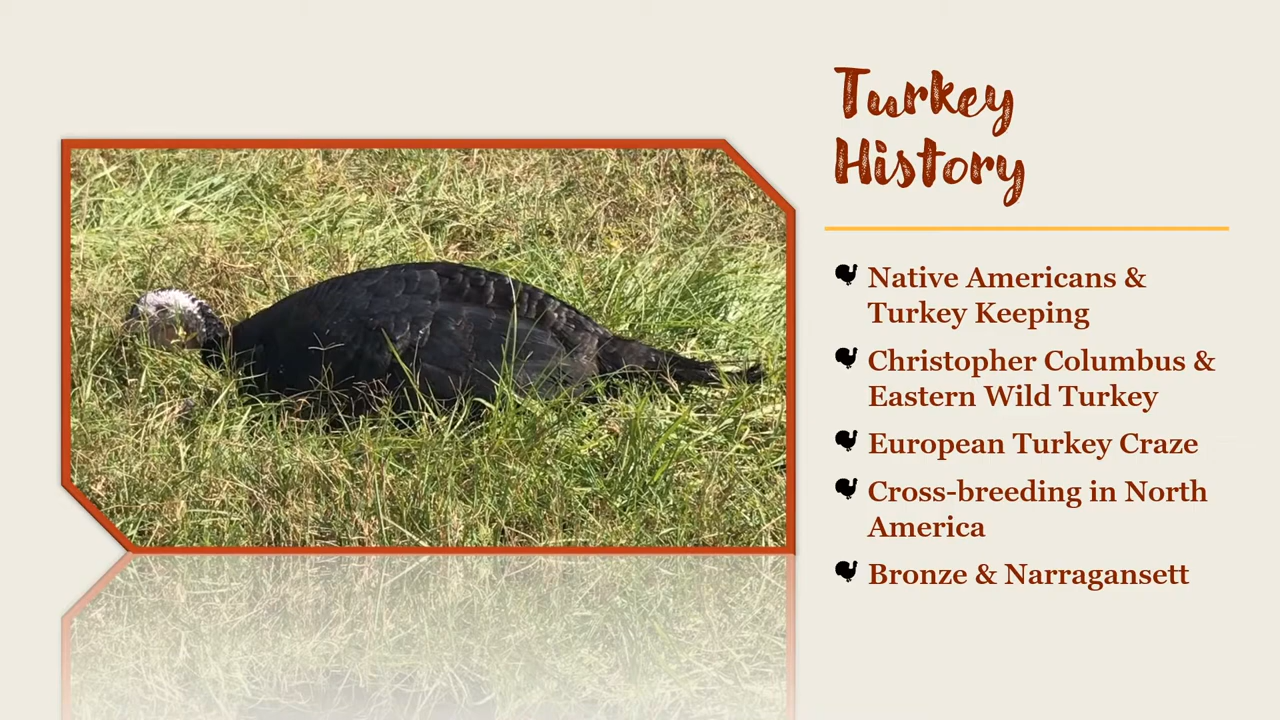 Turkey
History
Native Americans &
Turkey Keeping
Christopher Columbus &
Eastern Wild Turkey
European Turkey Craze
Cross-breeding in North
America
Bronze & Narragansett